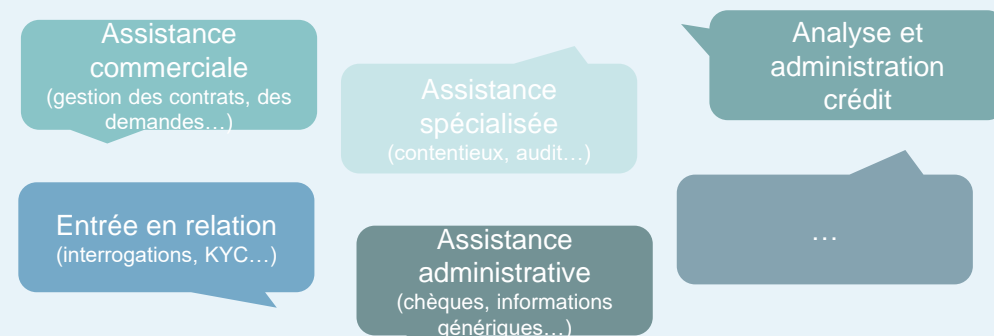 Assistance
commerciale
(gestion des contrats, des
demandes…)
Assistance
spécialisée
(contentieux, audit…)
Analyse et
administration
crédit
Entrée en relation
(interrogations, KYC…)
Assistance
administrative
(chèques, informations
génériques…)
…